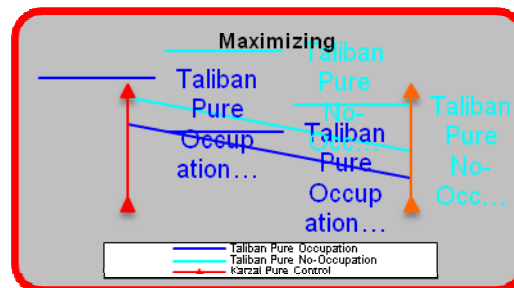 Maximizing
Taliban
Pure
No-
Occ...
Taliban
Pure
Occup
ation...
Taliban
Pure
No-
Occ...
Taliban
Pure
Occup
ation...
Taliban Pure Occupation
Taliban Pure No-Occupation
Karzai Pure Control